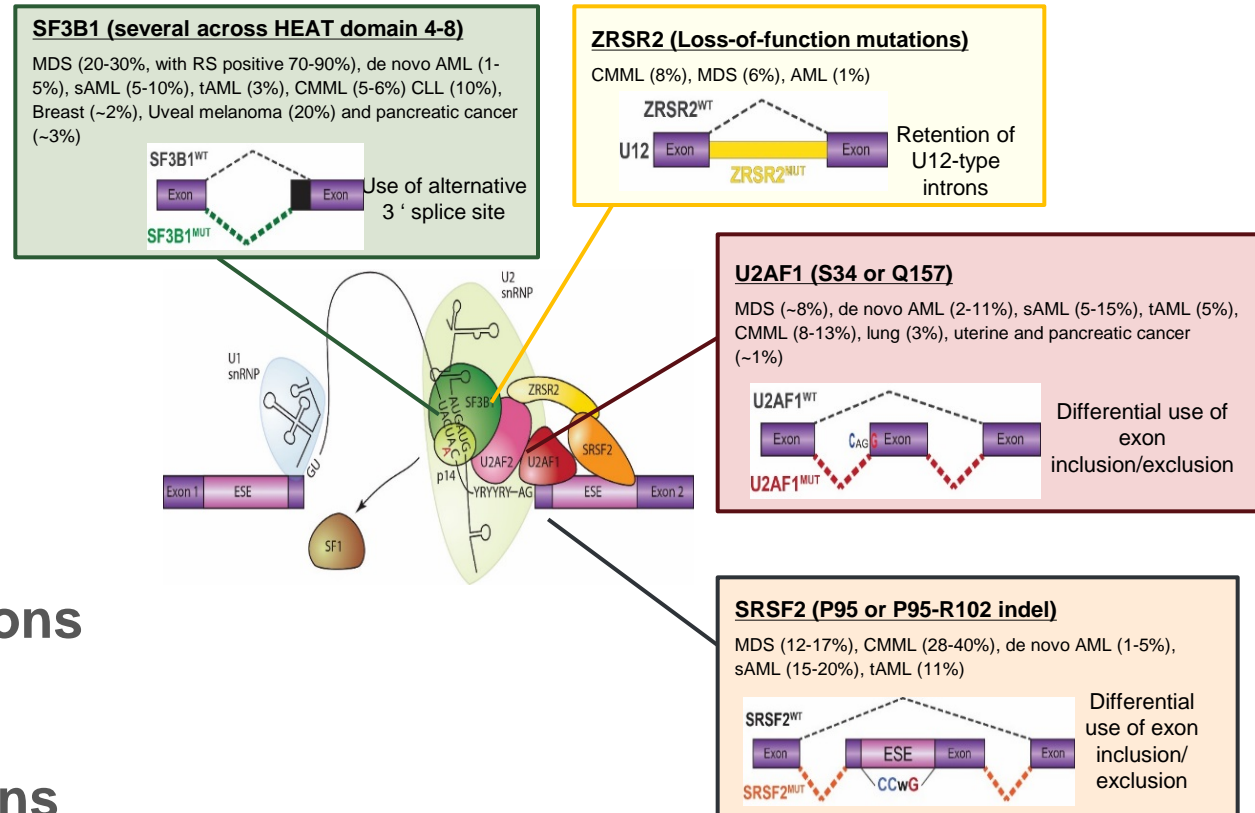 SF3B1 (several across HEAT domain 4-8)
MDS (20-30%, with RS positive 70-90%), de novo AML (1-
5%), sAML (5-10%), tAML (3%), CMML (5-6%) CLL (10%),
Breast (~2%), Uveal melanoma (20%) and pancreatic cancer
(~3%)
SF3B1WT
Exon
Exon
SF3B1MUT
Use of alternative
3 ‘ splice site
ZRSR2 (Loss-of-function mutations)
CMML (8%), MDS (6%), AML (1%)
ZRSR2WT
U12
Exon
Exon
ZRSR2MUT
Retention of
U12-type
introns
U2AF1 (S34 or Q157)
MDS (~8%), de novo AML (2-11%), sAML (5-15%), tAML (5%),
CMML (8-13%), lung (3%), uterine and pancreatic cancer
(~1%)
U2AF1WT
Exon
CAGG
Exon
Exon
U2AF1MUT
Differential use of
exon
inclusion/exclusion
U2
snRNP
U1
snRNP
GU
SF3B1
AUGAUG
UACUAC
A
p14
U2AF2
U2AF1
ZRSR2
SRSF2
YRYYRY-AG
Exon 1
ESE
ESE
Exon 2
SF1
SRSF2 (P95 or P95-R102 indel)
MDS (12-17%), CMML (28-40%), de novo AML (1-5%),
sAML (15-20%), tAML (11%)
SRSF2WT
Exon
ESE
Exon
Exon
CCwG
SRSF2MUT
Differential
use of exon
inclusion/
exclusion
ons
ns